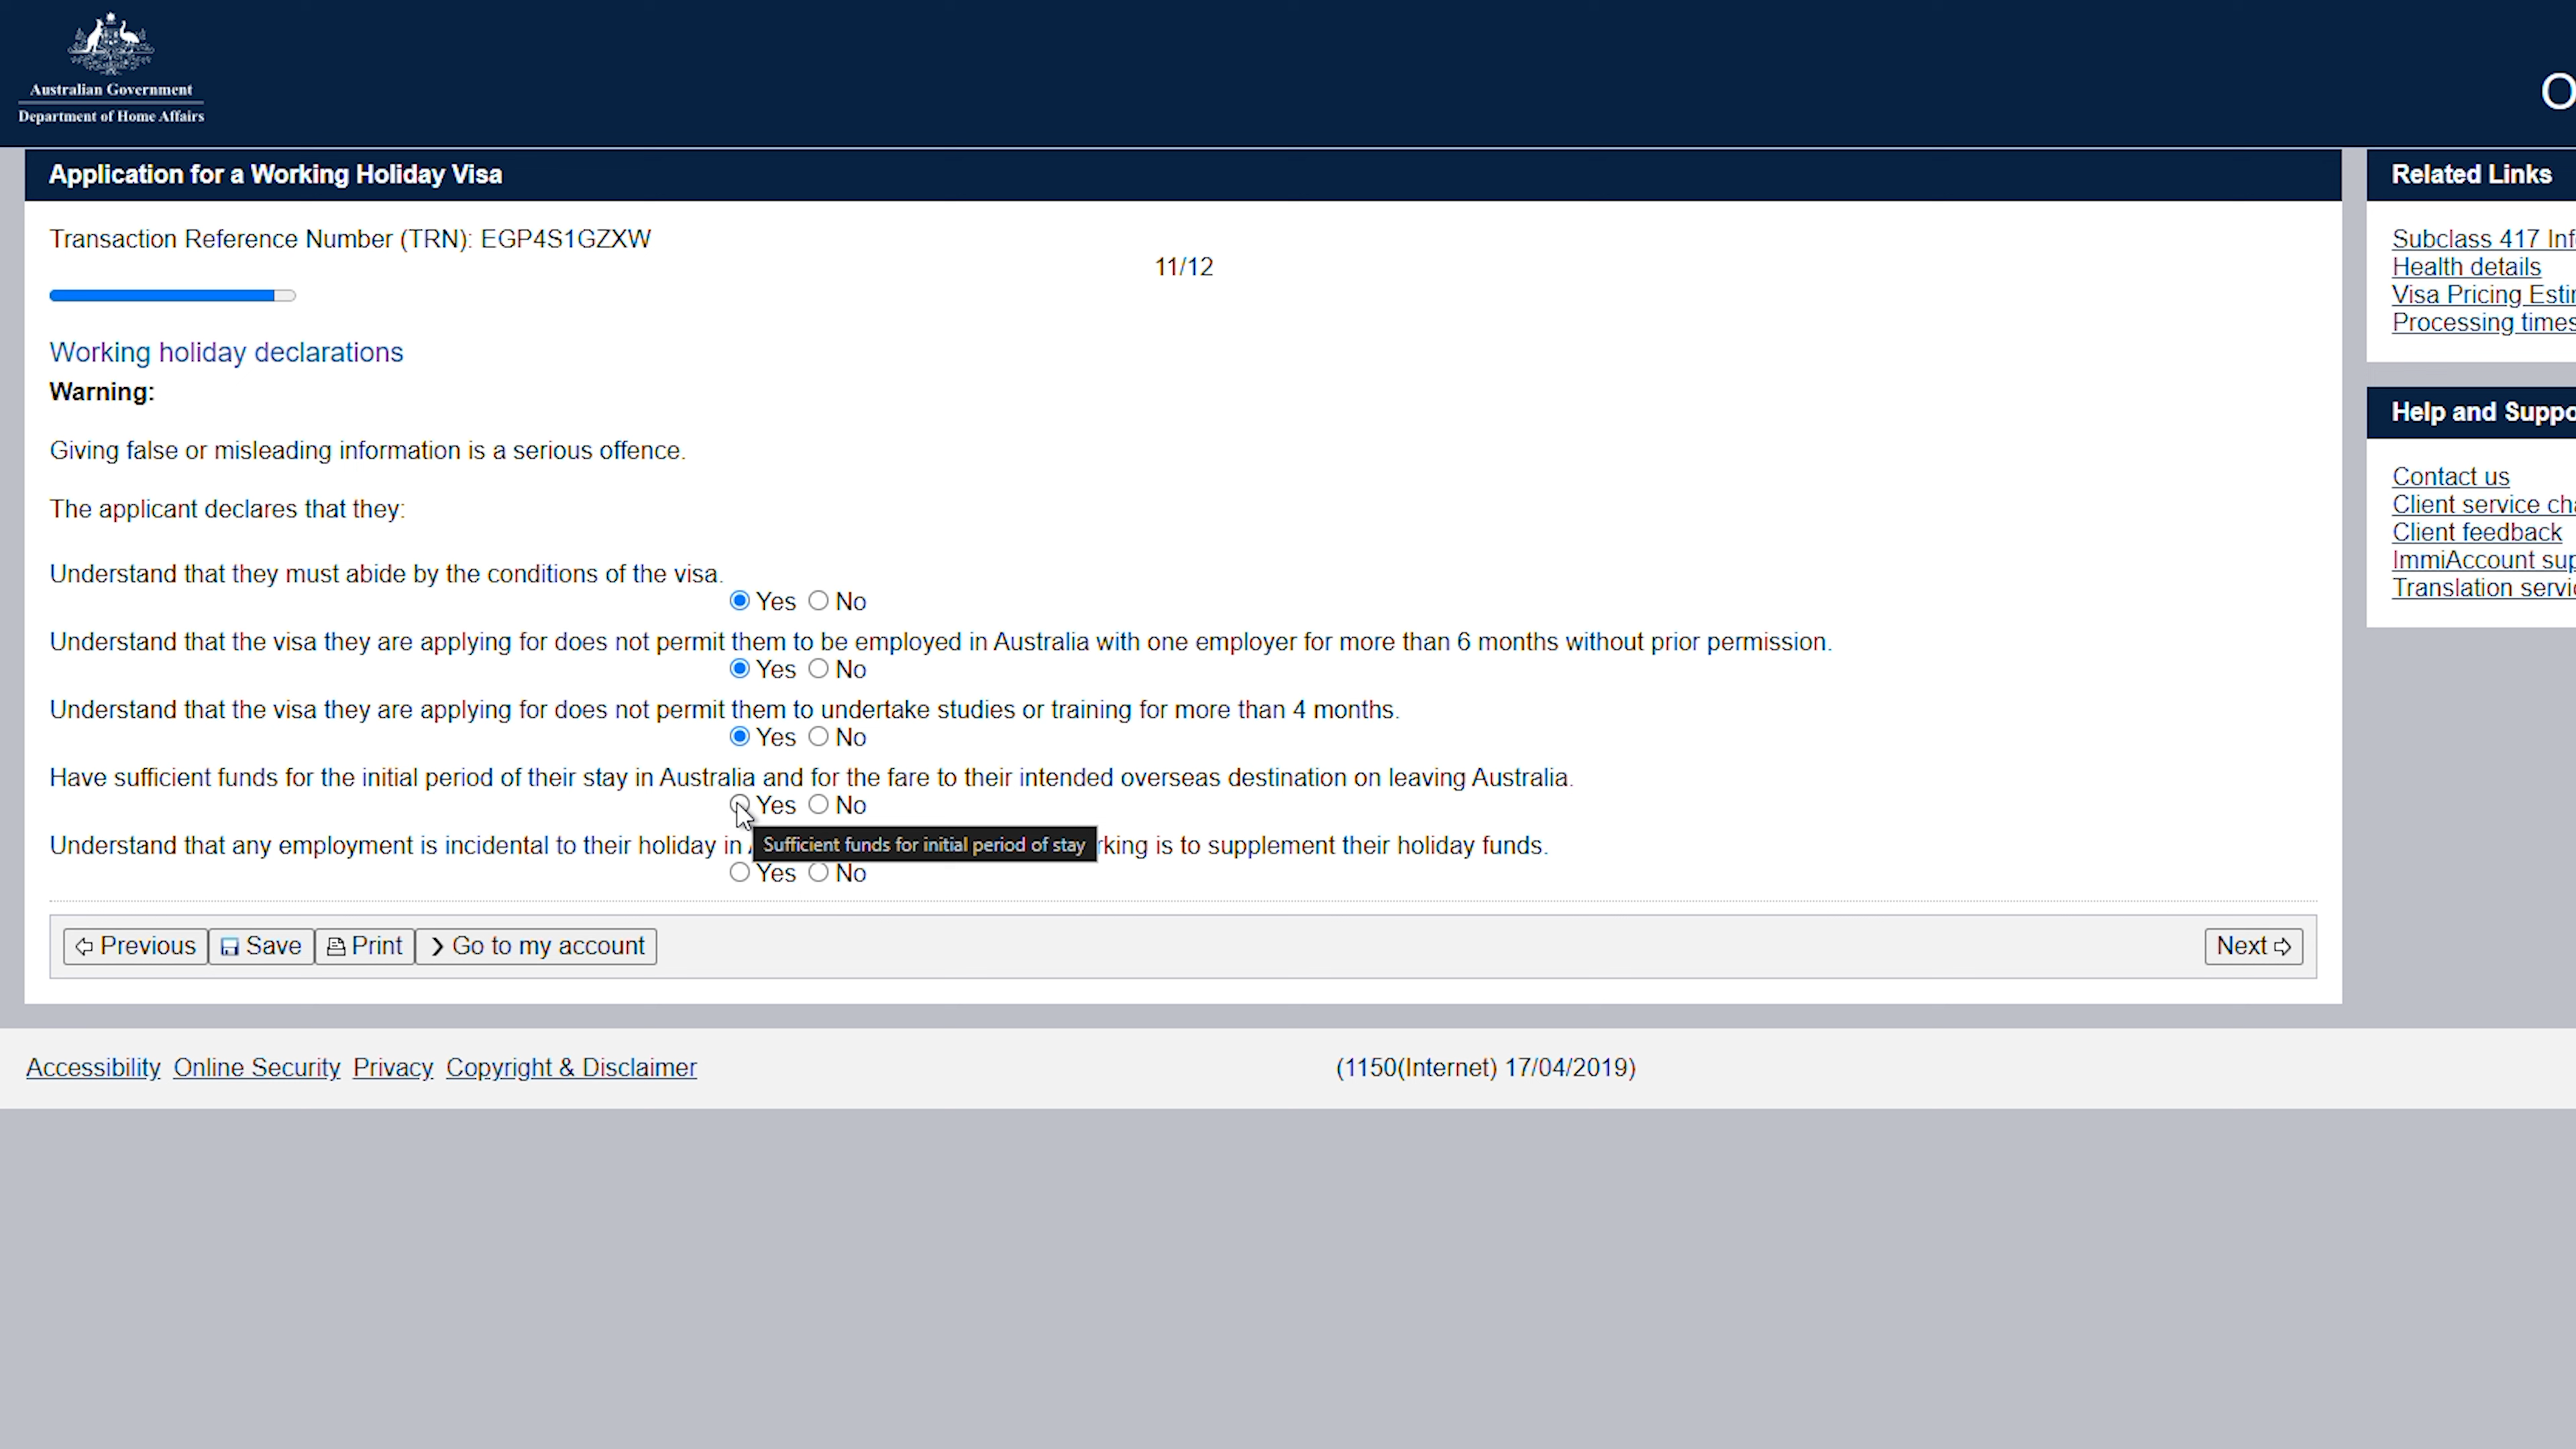 Australian Government
Department of Home Affairs
O
Application for a Working Holiday Visa
Transaction Reference Number (TRN): EGP4S1GZXW
11/12
Working holiday declarations
Warning:
Giving false or misleading information is a serious offence.
The applicant declares that they:
Understand that they must abide by the conditions of the visa.
Yes No
Understand that the visa they are applying for does not permit them to be employed in Australia with one employer for more than 6 months without prior permission.
Yes No
Understand that the visa they are applying for does not permit them to undertake studies or training for more than 4 months.
Yes No
Have sufficient funds for the initial period of their stay in Australia and for the fare to their intended overseas destination on leaving Australia.
Yes No
Sufficient funds for initial period of stay
Understand that any employment is incidental to their holiday in rking is to supplement their holiday funds.
Yes No
Previous Save Print Go to my account Next
Related Links
Subclass 417 Inf
Health details
Visa Pricing Esti
Processing times
Help and Suppo
Contact us
Client service cha
Client feedback
ImmiAccount sup
Translation servi
Accessibility Online Security Privacy Copyright & Disclaimer
(1150(Internet) 17/04/2019)